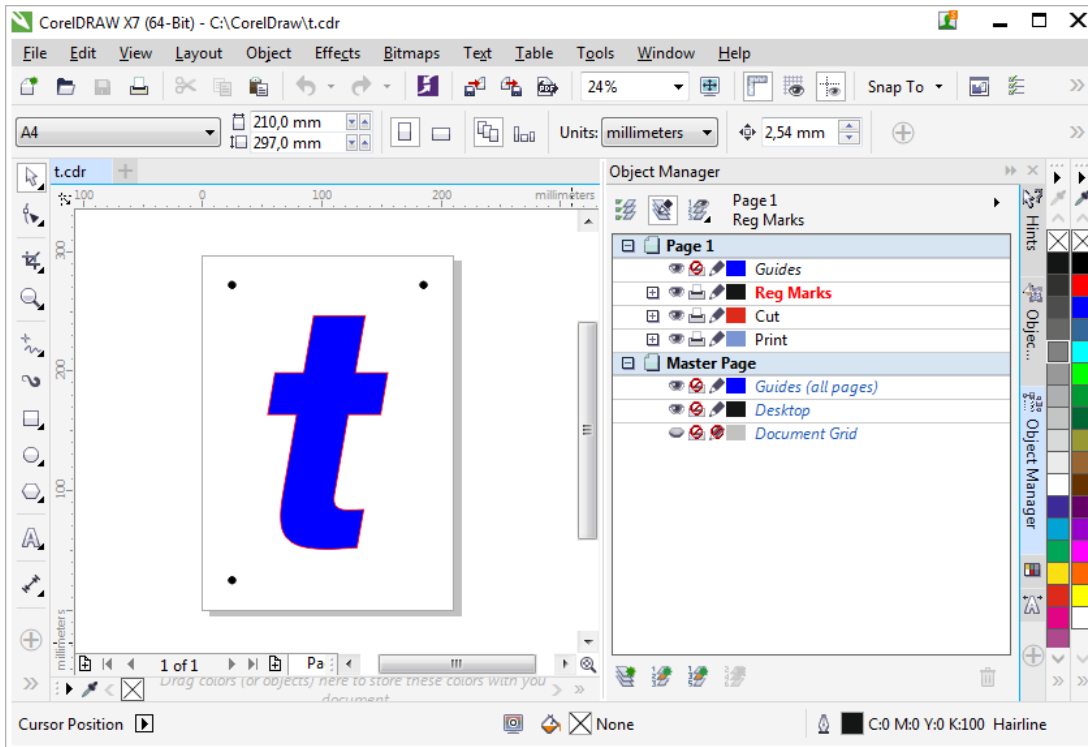 CorelDRAW X7 (64-Bit) - C:\CorelDraw\t.cdr
File Edit View Layout Object Effects Bitmaps Text Table Tools Window Help
PDF 24% Snap To
A4 210,0 mm 297,0 mm Units: millimeters 2,54 mm
t.cdr
100 0 100 200 millimeters
300
200
100
millimeters
t
Object Manager
Page 1
Reg Marks
Page 1
Guides
Reg Marks
Cut
Print
Master Page
Guides (all pages)
Desktop
Document Grid
Hints
Objec...
Object Manager
1 of 1 Pa
Drag colors (or objects) here to store these colors with you
document
Cursor Position None C:0 M:0 Y:0 K:100 Hairline